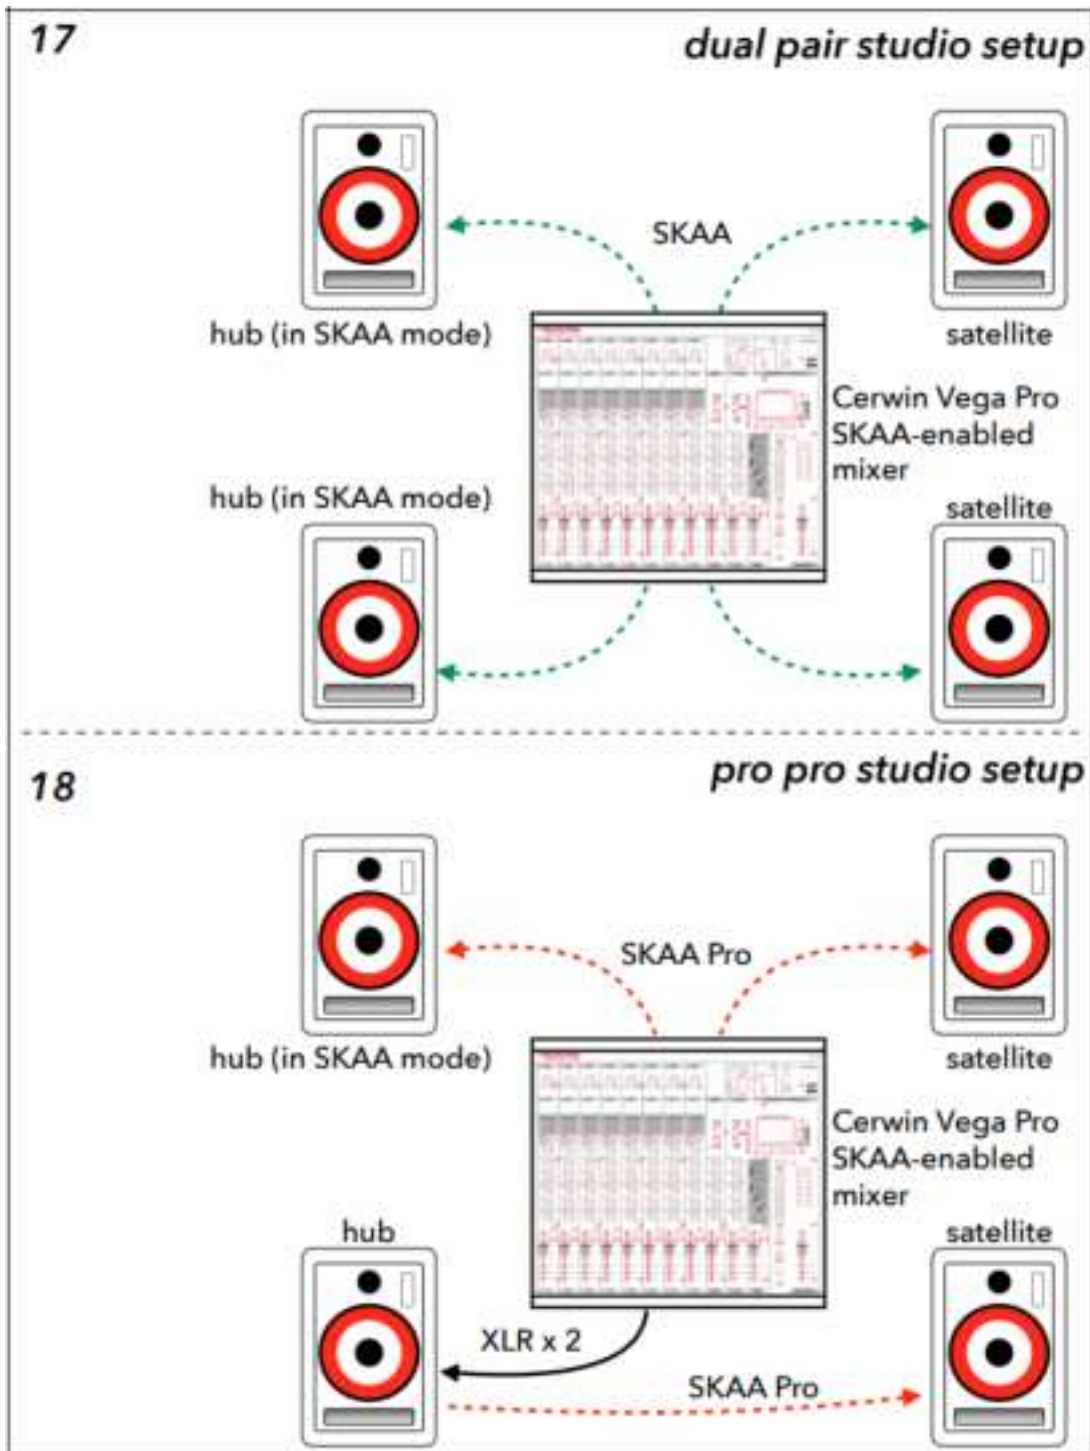 17
dual pair studio setup
SKAA
hub (in SKAA mode)
satellite
Cerwin Vega Pro
SKAA-enabled
mixer
hub (in SKAA mode)
satellite
18
pro pro studio setup
SKAA Pro
hub (in SKAA mode)
satellite
Cerwin Vega Pro
SKAA-enabled
mixer
hub
satellite
XLR x 2
SKAA Pro